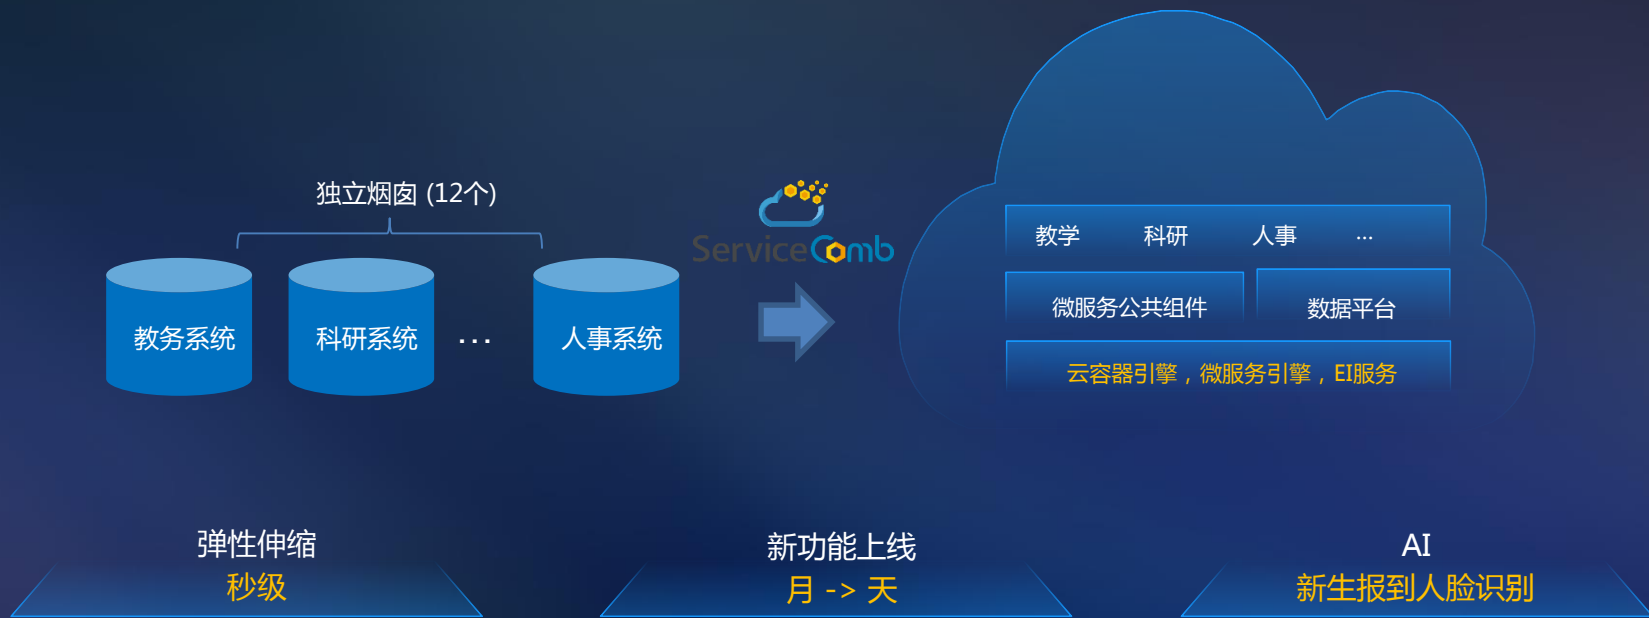 独立烟囱 (12个)
教务系统
科研系统
...
人事系统
ServiceComb
教学 科研 人事 ...
微服务公共组件
数据平台
云容器引擎，微服务引擎，EI服务
弹性伸缩
秒级
新功能上线
月 -> 天
AI
新生报到人脸识别